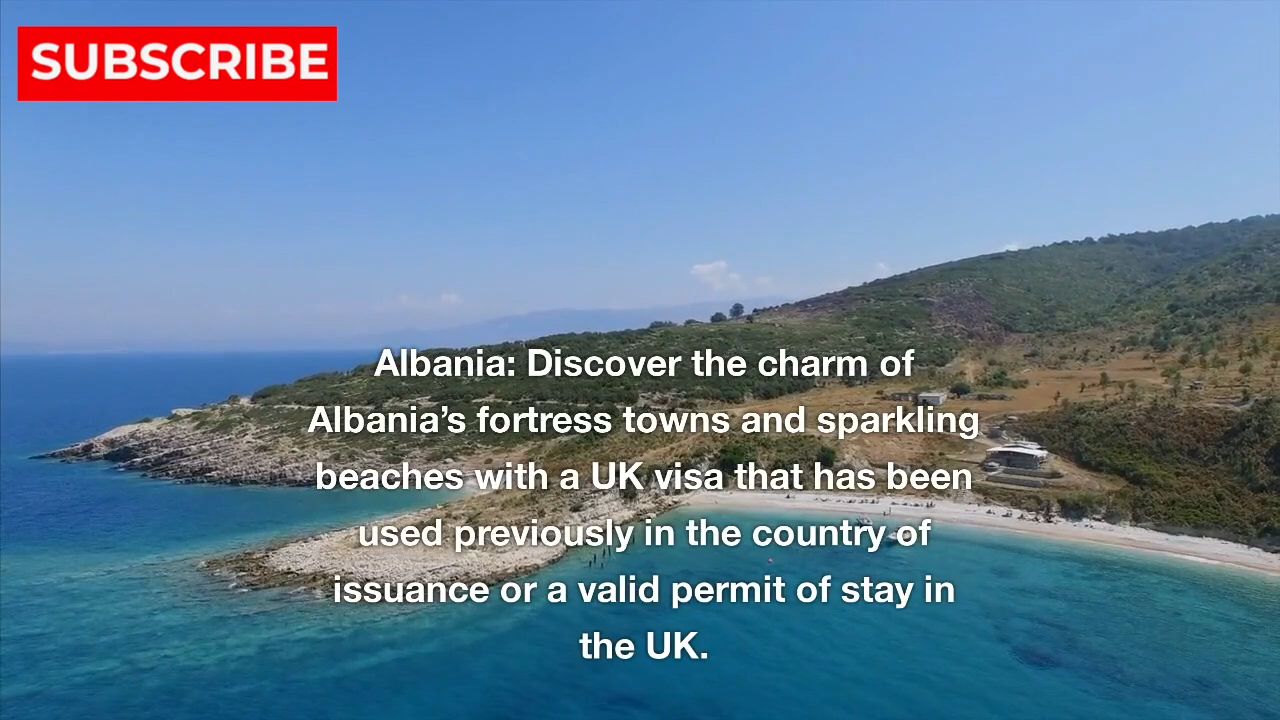 SUBSCRIBE
Albania: Discover the charm of
Albania’s fortress towns and sparkling
beaches with a UK visa that has been
used previously in the country of
issuance or a valid permit of stay in
the UK.